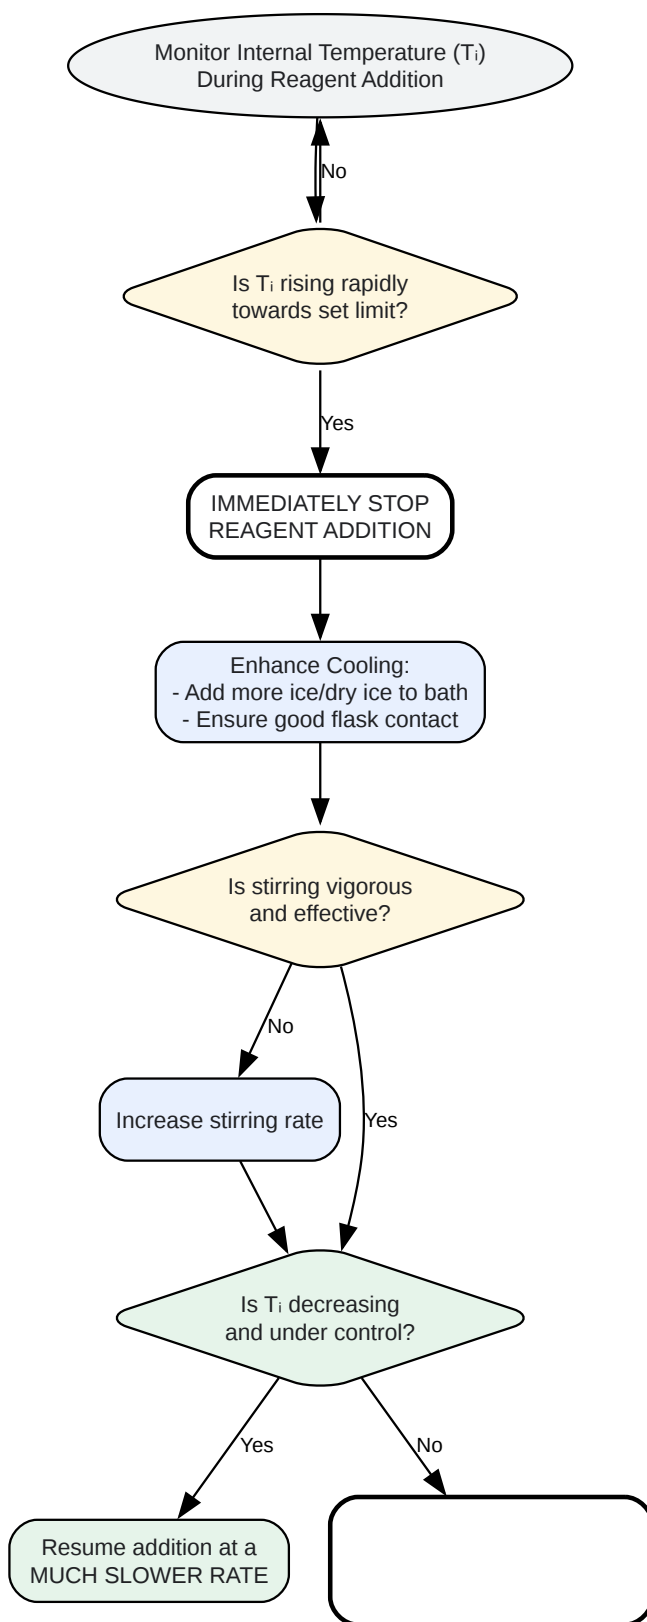 Monitor Internal Temperature (Tᵢ)
During Reagent Addition
No
Is Tᵢ rising rapidly
towards set limit?
Yes
IMMEDIATELY STOP
REAGENT ADDITION
Enhance Cooling:
- Add more ice/dry ice to bath
- Ensure good flask contact
Is stirring vigorous
and effective?
No
Increase stirring rate
Yes
Is Tᵢ decreasing
and under control?
Yes
No
Resume addition at a
MUCH SLOWER RATE